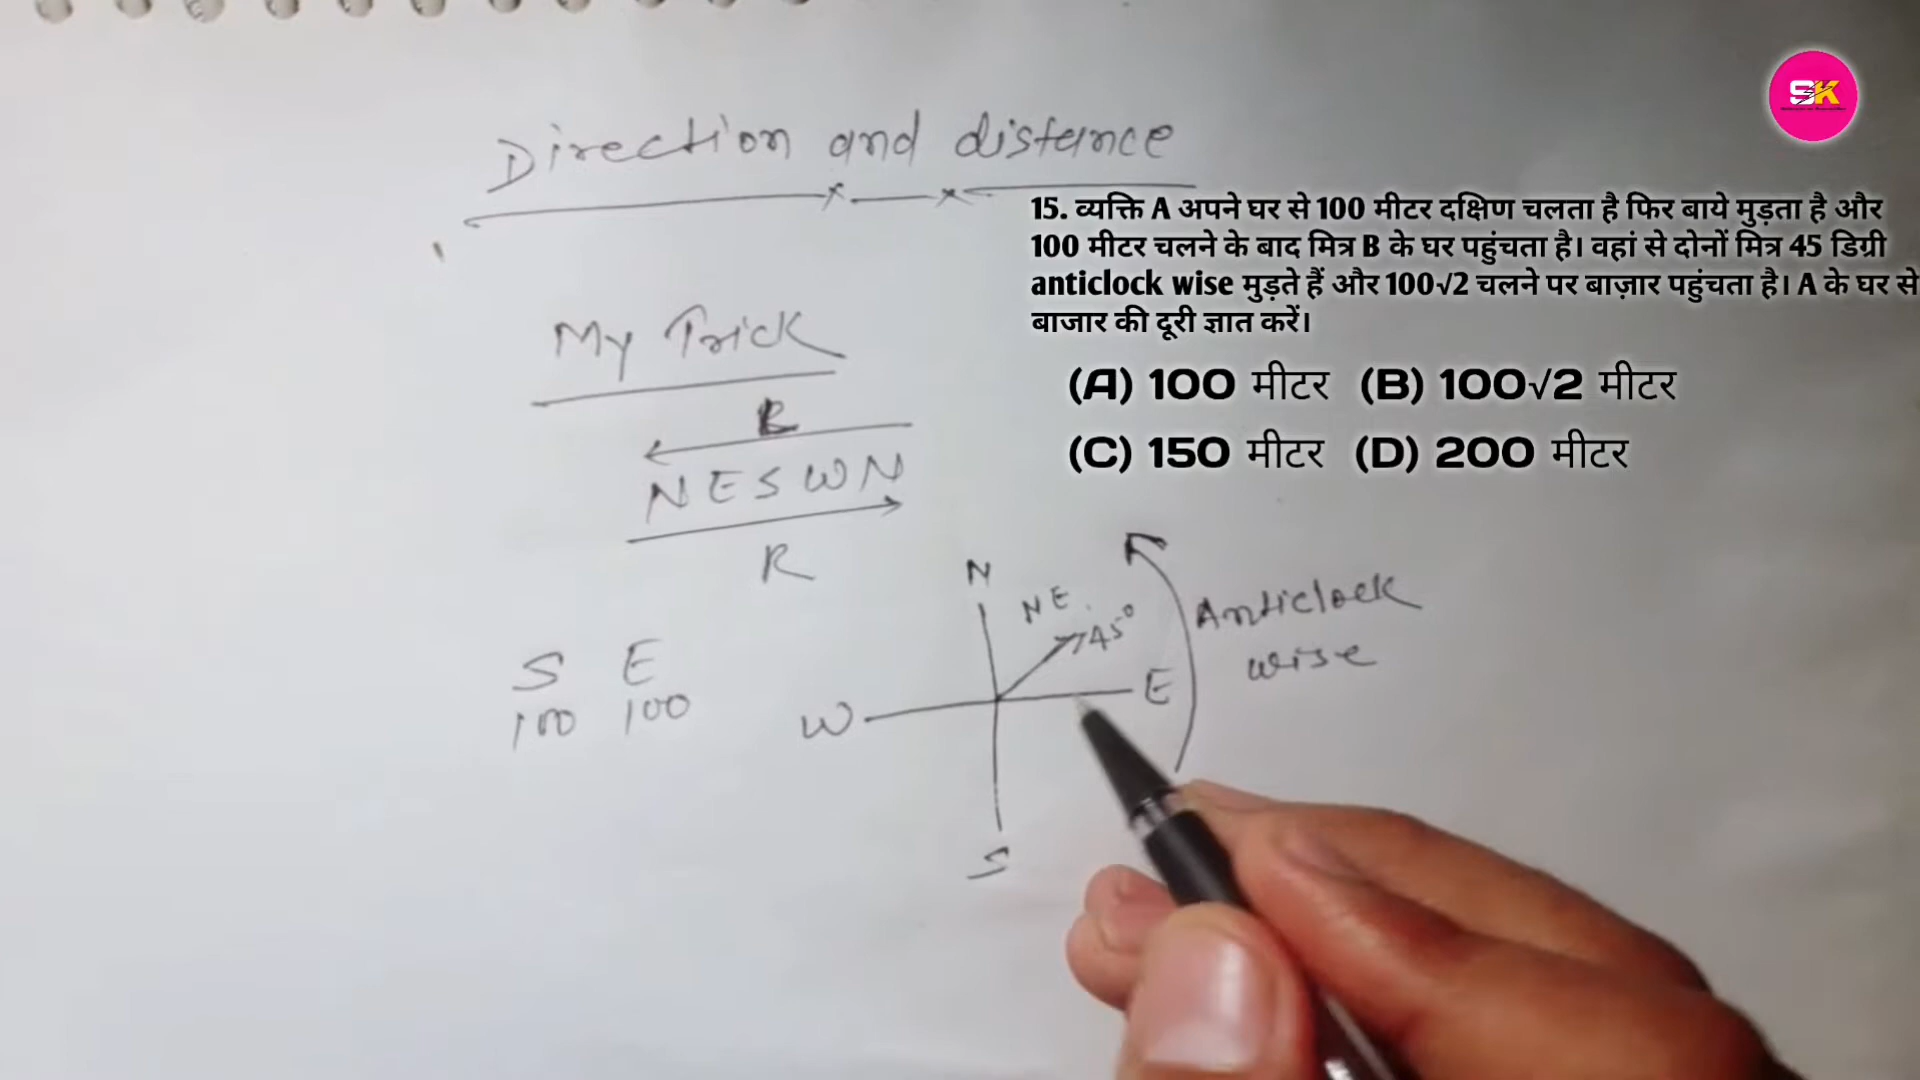 Direction and distance
My Trick
L
NESWN
R
S E
100 100
N
NE
45°
W
E
S
Anticlock
wise
SK
15. व्यक्ति A अपने घर से 100 मीटर दक्षिण चलता है फिर बाये मुड़ता है और
100 मीटर चलने के बाद मित्र B के घर पहुंचता है। वहां से दोनों मित्र 45 डिग्री
anticlock wise मुड़ते हैं और 100√2 चलने पर बाज़ार पहुंचता है। A के घर से
बाजार की दूरी ज्ञात करें।
(A) 100 मीटर (B) 100√2 मीटर
(C) 150 मीटर (D) 200 मीटर